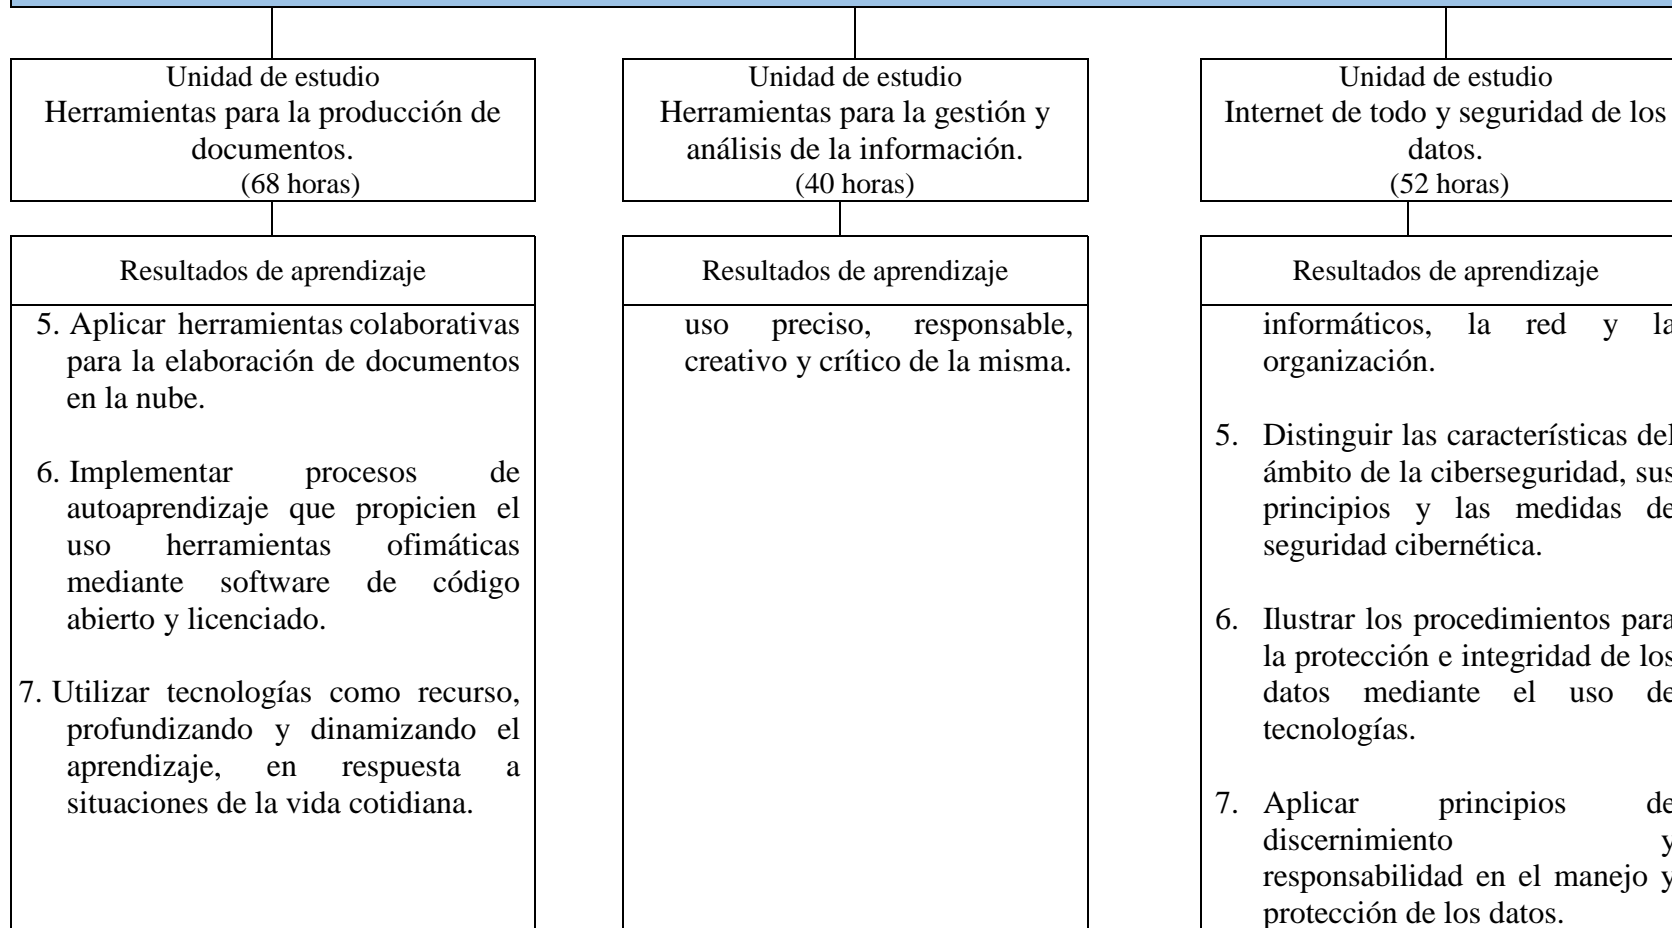 Unidad de estudio
Herramientas para la producción de
documentos.
(68 horas)
Resultados de aprendizaje
5. Aplicar herramientas colaborativas
para la elaboración de documentos
en la nube.
6. Implementar procesos de
autoaprendizaje que propicien el
uso herramientas ofimáticas
mediante software de código
abierto y licenciado.
7. Utilizar tecnologías como recurso,
profundizando y dinamizando el
aprendizaje, en respuesta a
situaciones de la vida cotidiana.
Unidad de estudio
Herramientas para la gestión y
análisis de la información.
(40 horas)
Resultados de aprendizaje
uso preciso, responsable,
creativo y crítico de la misma.
Unidad de estudio
Internet de todo y seguridad de los
datos.
(52 horas)
Resultados de aprendizaje
informáticos, la red y la
organización.
5. Distinguir las características del
ámbito de la ciberseguridad, sus
principios y las medidas de
seguridad cibernética.
6. Ilustrar los procedimientos para
la protección e integridad de los
datos mediante el uso de
tecnologías.
7. Aplicar principios de
discernimiento y
responsabilidad en el manejo y
protección de los datos.